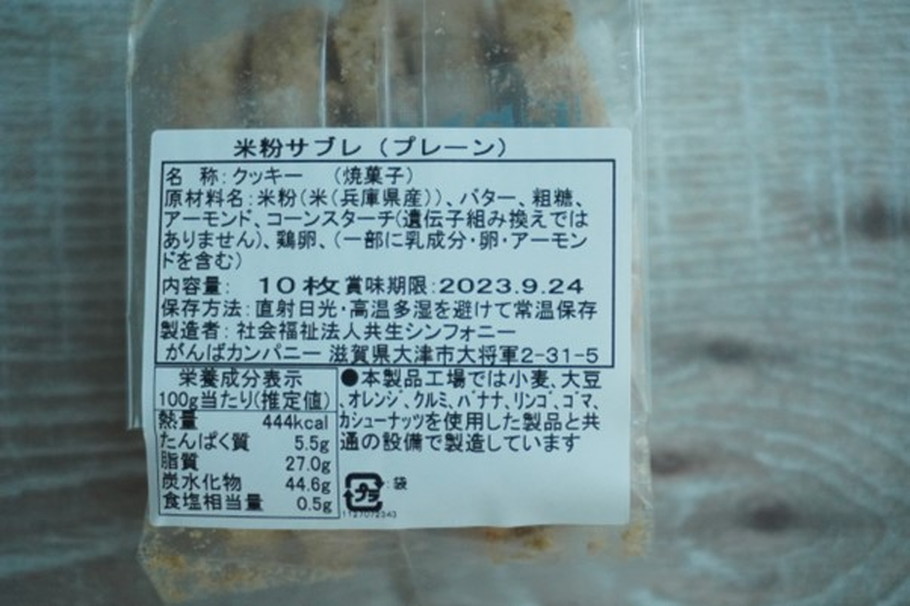 米粉サブレ(プレーン)
名 称:クッキー (焼菓子)
原材料名:米粉(米(兵庫県産))、バター、粗糖、
アーモンド、コーンスターチ(遺伝子組み換えでは
ありません)、鶏卵、(一部に乳成分・卵・アーモン
ドを含む)
内容量: 10枚 賞味期限:2023.9.24
保存方法:直射日光・高温多湿を避けて常温保存
製造者:社会福祉法人共生シンフォニー
がんばカンパニー 滋賀県大津市大将軍2-31-5
栄養成分表示
100g当たり(推定値)
熱量 444kcal
たんぱく質 5.5g
脂質 27.0g
炭水化物 44.6g
食塩相当量 0.5g
●本製品工場では小麦、大豆
、オレンジ、クルミ、バナナ、リンゴ、ゴマ、
カシューナッツを使用した製品と共
通の設備で製造しています
プラ :袋
1127072343